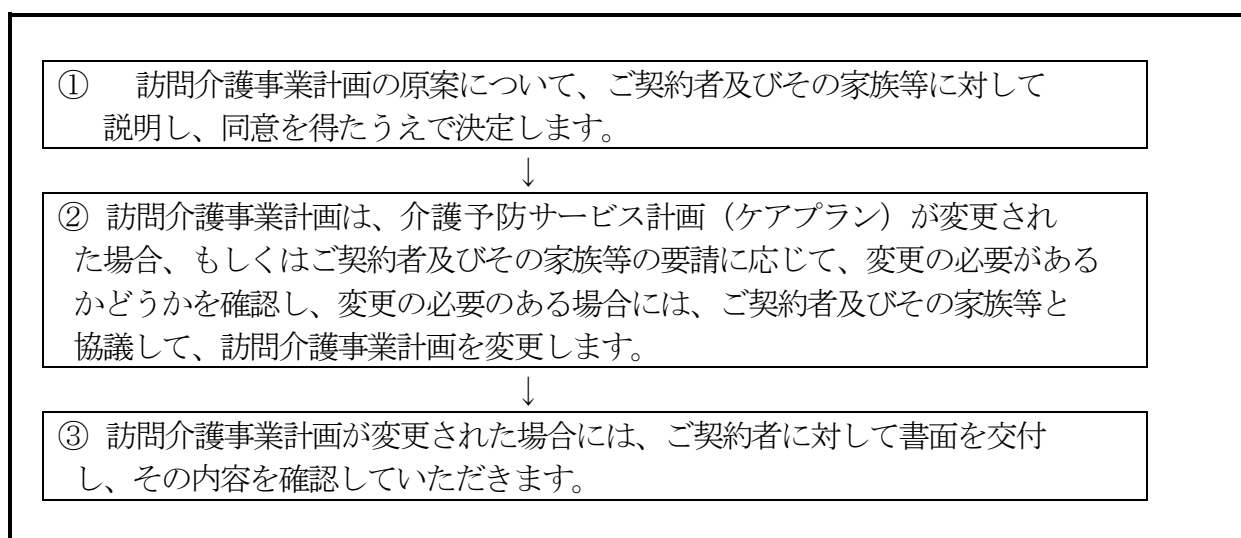 ① 訪問介護事業計画の原案について、ご契約者及びその家族等に対して
説明し、同意を得たうえで決定します。
↓
② 訪問介護事業計画は、介護予防サービス計画（ケアプラン）が変更され
た場合、もしくはご契約者及びその家族等の要請に応じて、変更の必要がある
かどうかを確認し、変更の必要のある場合には、ご契約者及びその家族等と
協議して、訪問介護事業計画を変更します。
↓
③ 訪問介護事業計画が変更された場合には、ご契約者に対して書面を交付
し、その内容を確認していただきます。